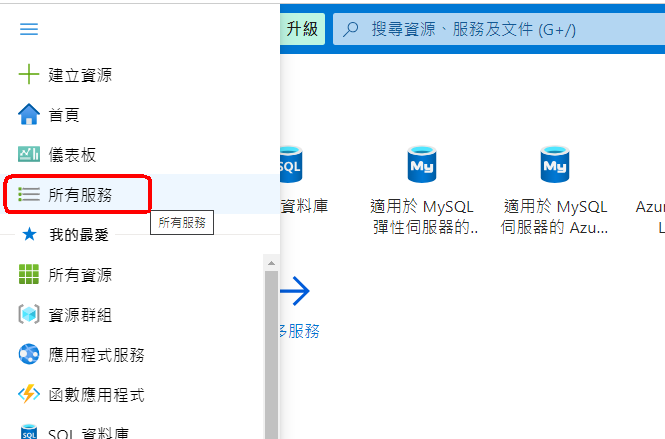 升級
搜尋資源、服務及文件 (G+/)
建立資源
首頁
儀表板
所有服務
所有服務
我的最愛
所有資源
資源群組
應用程式服務
函數應用程式
SQL 資料庫
SQL
資料庫
My
適用於 MySQL
彈性伺服器的..
My
適用於 MySQL
伺服器的 Azu...
Azur
L
多服務